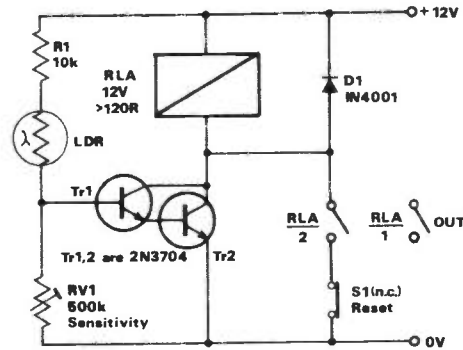 +12V
R1
10k
RLA
12V
>120R
D1
IN4001
λ
LDR
Tr1
Tr2
Tr1,2 are 2N3704
RLA
2
RLA
1
OUT
RV1
500k
Sensitivity
S1(n.c.)
Reset
0V